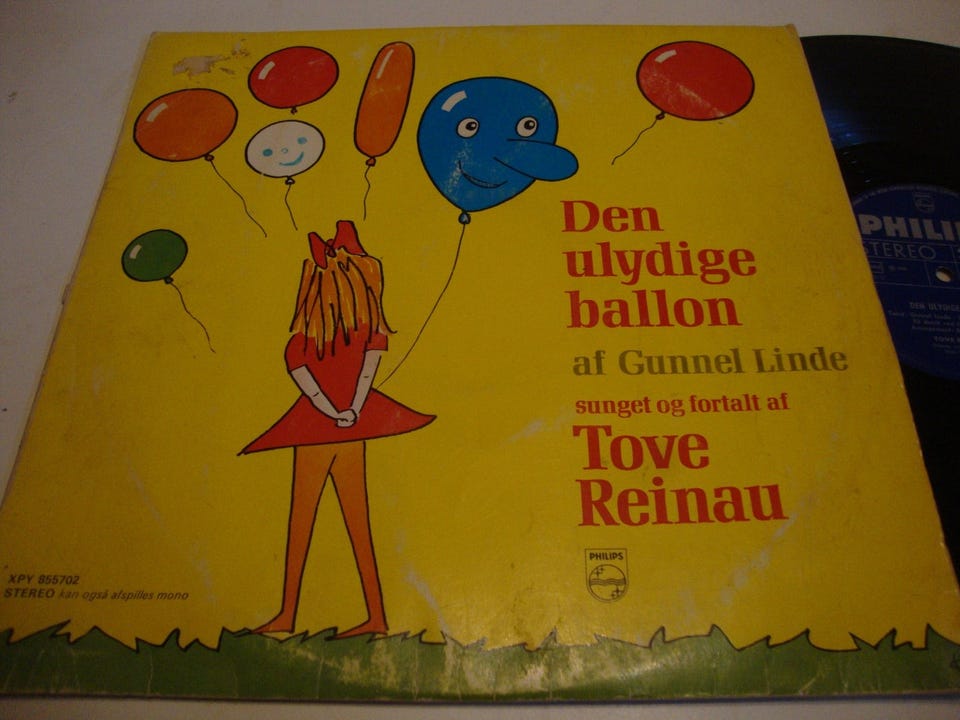 Den
ulydige
ballon
af Gunnel Linde
sunget og fortalt af
Tove
Reinau
PHILIPS
XPY 855702
STEREO kan også afspilles mono
PHILI
STEREO
DEN ULYDIGE